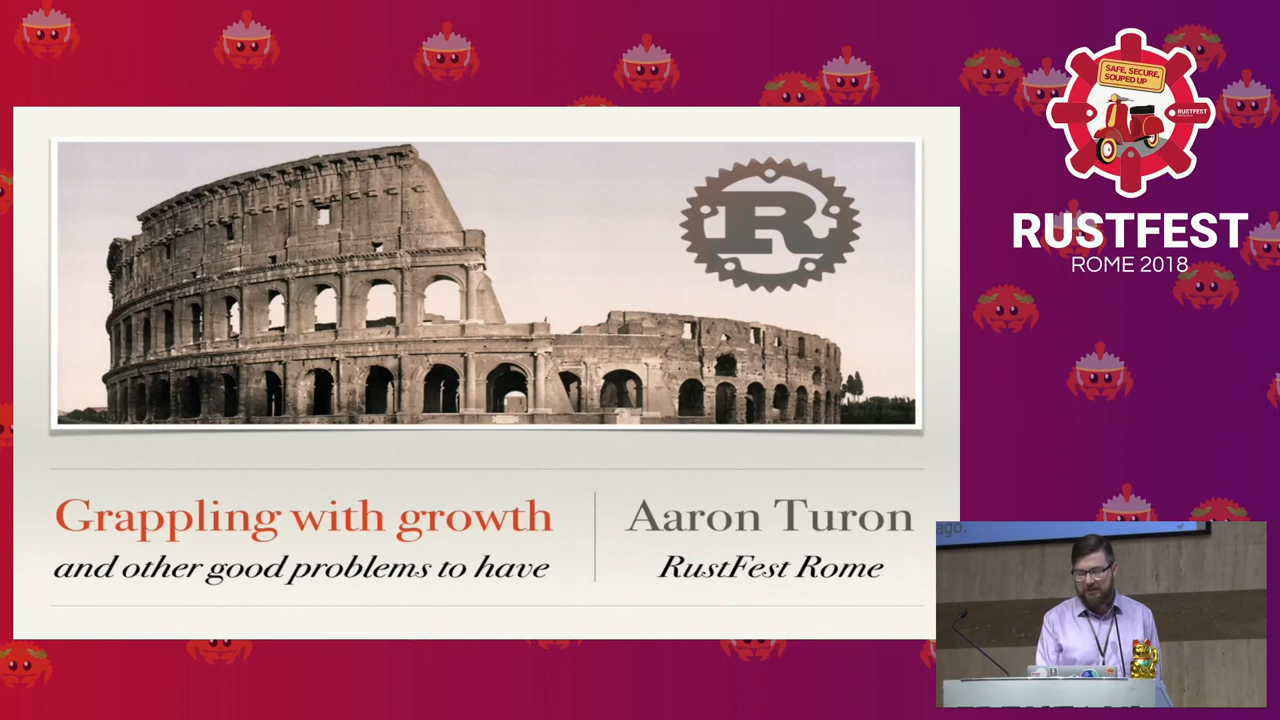 SAFE, SECURE,
SOUPED UP
RUSTFEST
RUSTFEST
ROME 2018
R
Grappling with growth
and other good problems to have
Aaron Turon
RustFest Rome
ago.